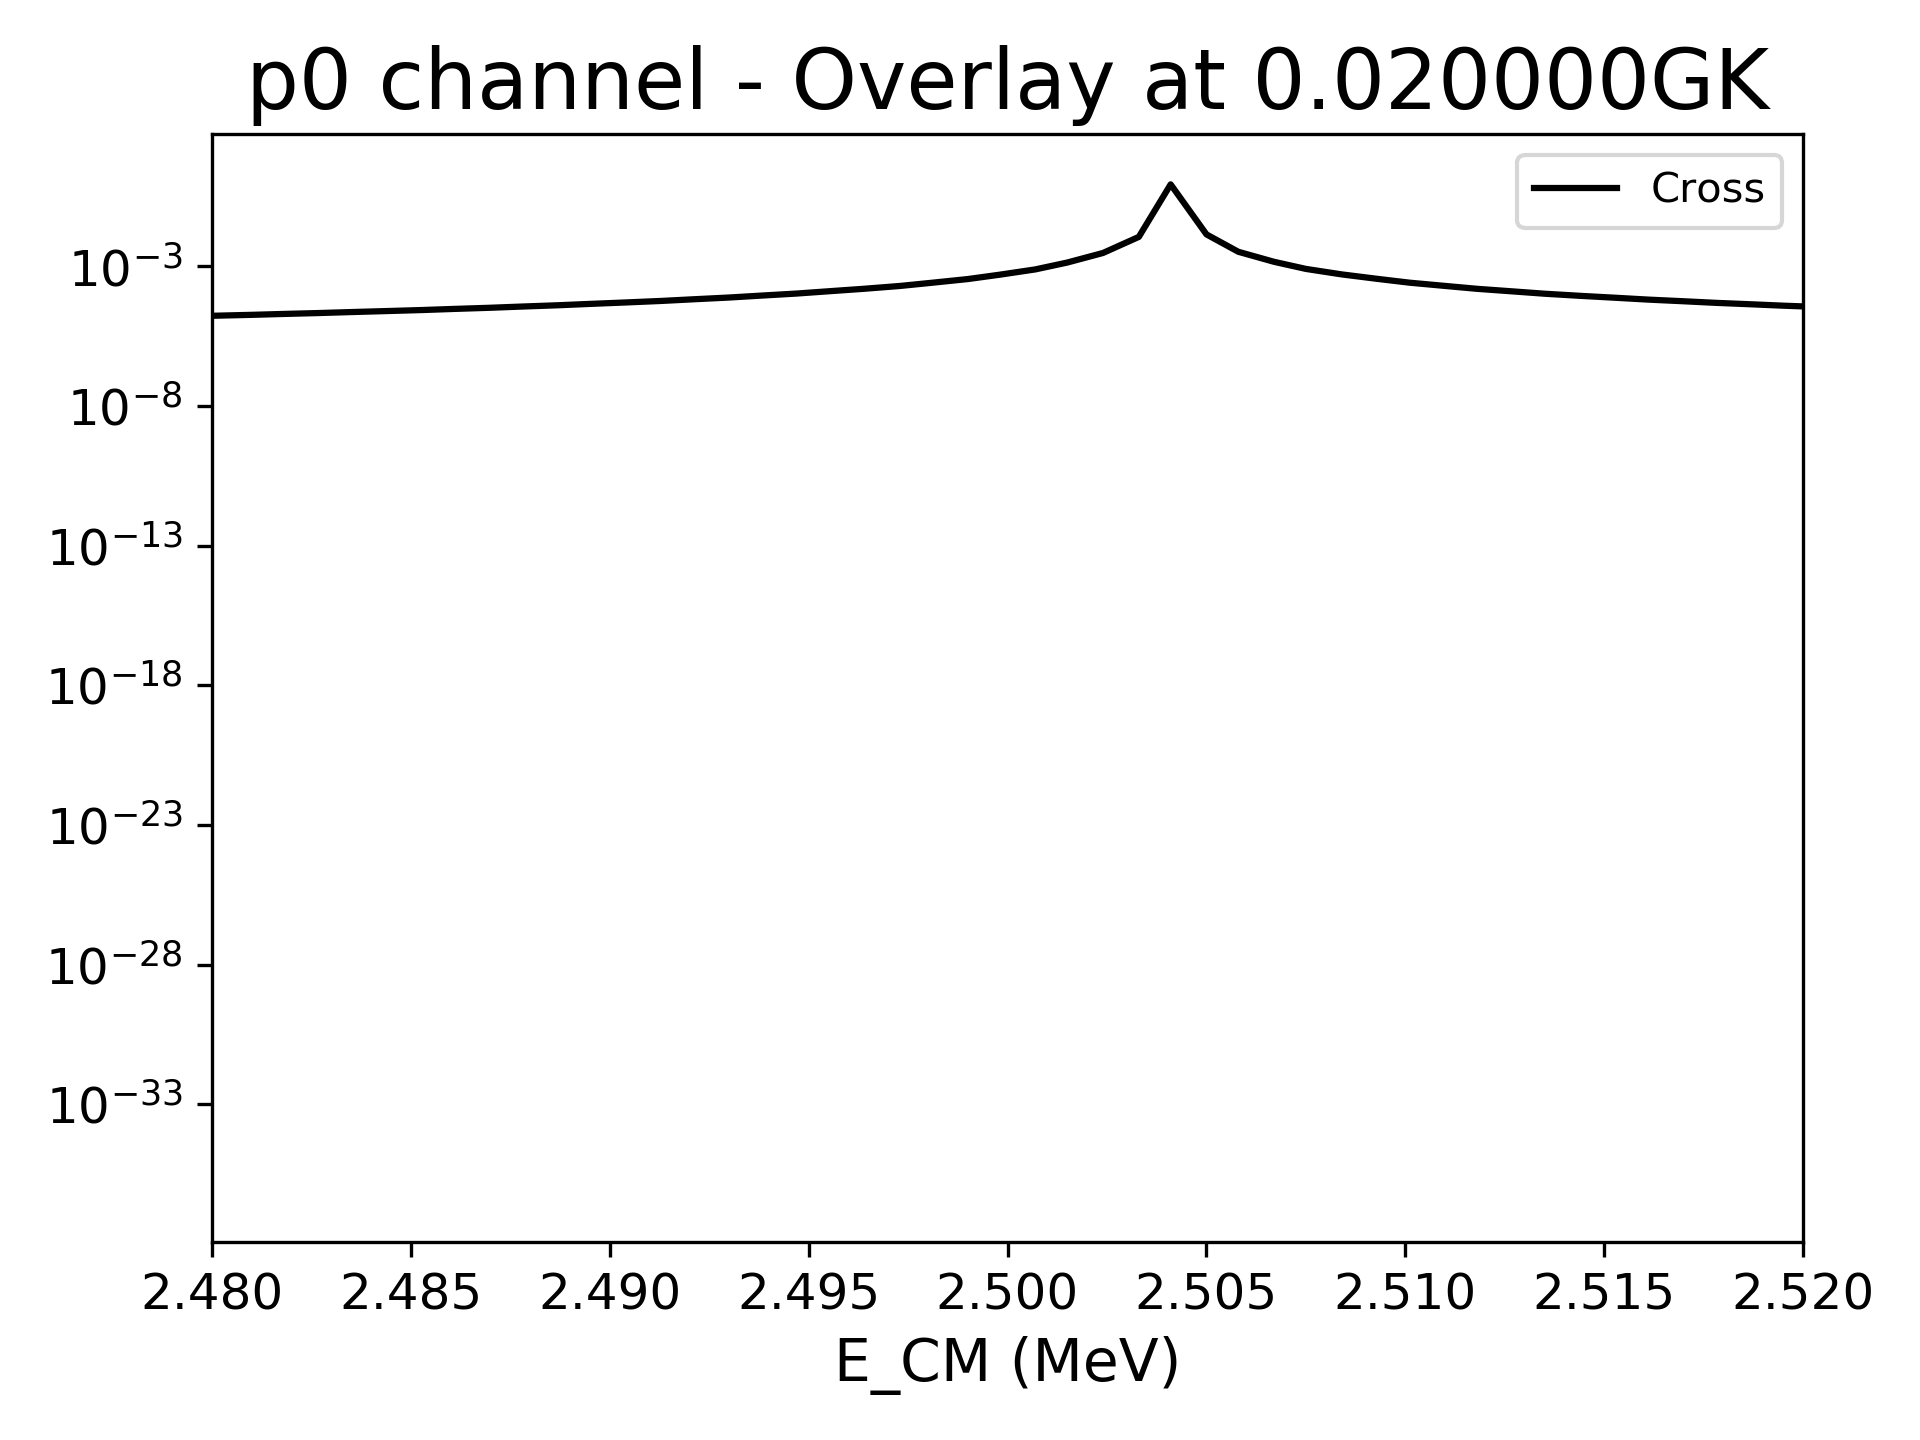 p0 channel - Overlay at 0.020000GK
Cross
10⁻³
10⁻⁸
10⁻¹³
10⁻¹⁸
10⁻²³
10⁻²⁸
10⁻³³
2.480 2.485 2.490 2.495 2.500 2.505 2.510 2.515 2.520
E_CM (MeV)